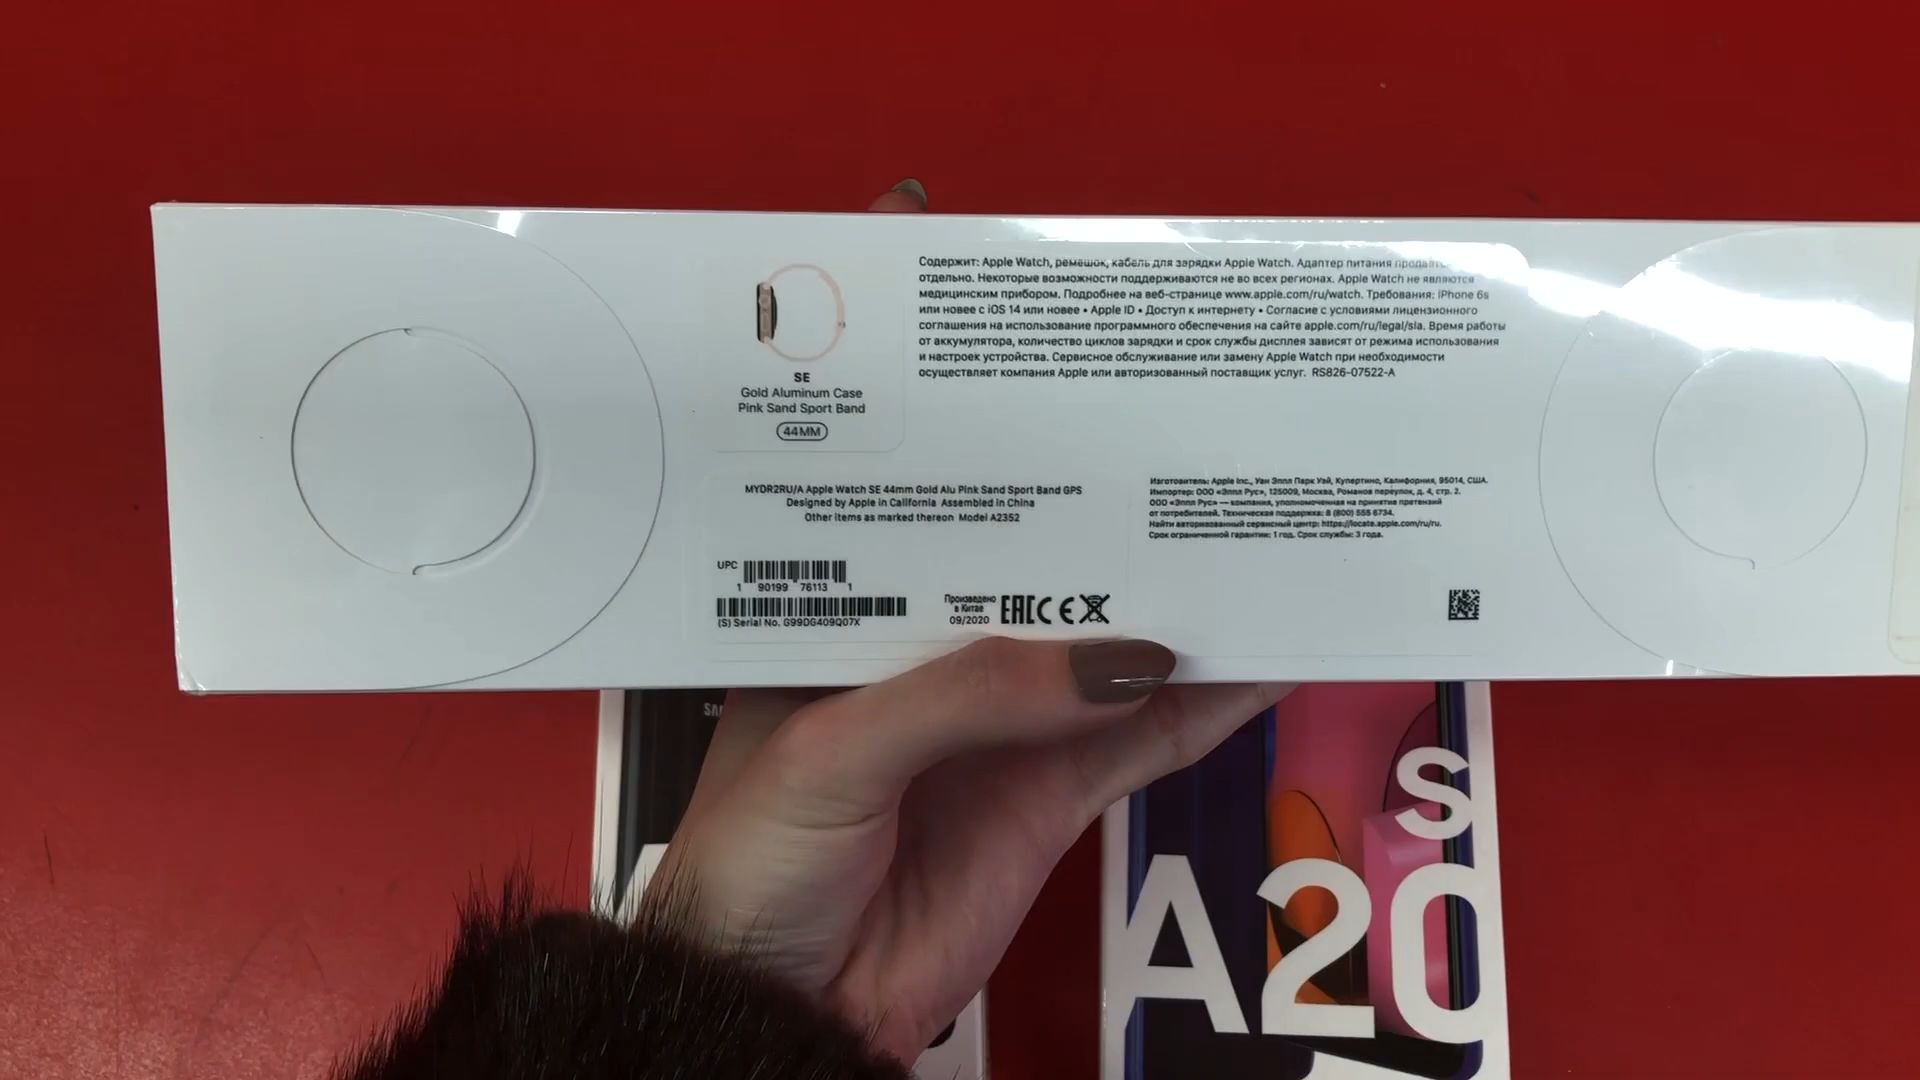 SE
Gold Aluminum Case
Pink Sand Sport Band
44MM
Содержит: Apple Watch, ремешок, кабель для зарядки Apple Watch. Адаптер питания
отдельно. Некоторые возможности поддерживаются не во всех регионах. Apple Watch не являются
медицинским прибором. Подробнее на веб-странице www.apple.com/ru/watch. Требования: iPhone 6s
или новее с iOS 14 или новее • Apple ID • Доступ к интернету • Согласие с условиями лицензионного
соглашения на использование программного обеспечения на сайте apple.com/ru/legal/sla. Время работы
от аккумулятора, количество циклов зарядки и срок службы дисплея зависят от режима использования
и настроек устройства. Сервисное обслуживание или замену Apple Watch при необходимости
осуществляет компания Apple или авторизованный поставщик услуг. RS826-07522-A
MYDR2RU/A Apple Watch SE 44mm Gold Alu Pink Sand Sport Band GPS
Designed by Apple in California Assembled in China
Other items as marked thereon Model A2352
Изготовитель: Apple Inc., Уан Эппл Парк Уэй, Купертино, Калифорния, 95014, США.
Импортер: ООО «Эппл Рус», 125009, Москва, Романов переулок, д. 4, стр. 2.
ООО «Эппл Рус» — компания, уполномоченная на принятие претензий
от потребителей. Техническая поддержка: 8 (800) 555 6734.
Найти авторизованный сервисный центр: https://locate.apple.com/ru/ru.
Срок ограниченной гарантии: 1 год. Срок службы: 3 года.
UPC
1 90199 76113 1
(S) Serial No. G99DG409Q07X
Произведено
в Китае
09/2020
EAC CE
A20
s